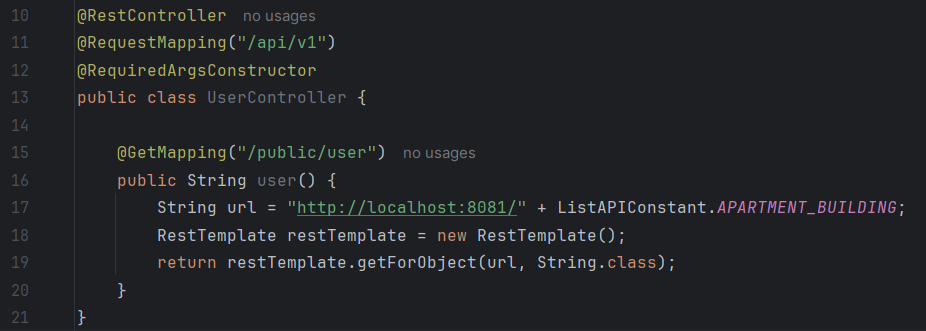 10 @RestController no usages
11 @RequestMapping("/api/v1")
12 @RequiredArgsConstructor
13 public class UserController {
14
15     @GetMapping("/public/user") no usages
16     public String user() {
17         String url = "http://localhost:8081/" + ListAPIConstant.APARTMENT_BUILDING;
18         RestTemplate restTemplate = new RestTemplate();
19         return restTemplate.getForObject(url, String.class);
20     }
21 }